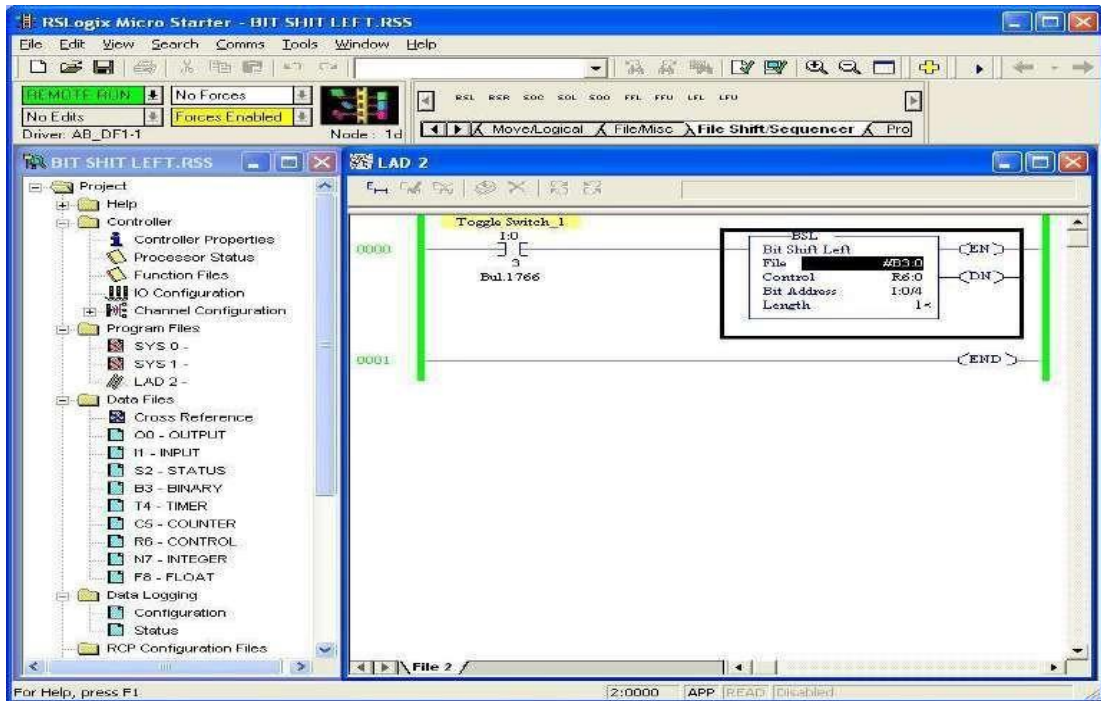 RSLogix Micro Starter - BIT SHIT LEFT.RSS
File Edit View Search Comms Tools Window Help
REMOTE RUN No Forces
No Edits Forces Enabled
Driver: AB_DF1-1 Node : 1d
BSL BSR SQC SQL SQO FFL FFU LFL LFU
Move/Logical File/Misc File Shift/Sequencer Pro
BIT SHIT LEFT.RSS
Project
Help
Controller
Controller Properties
Processor Status
Function Files
IO Configuration
Channel Configuration
Program Files
SYS 0 -
SYS 1 -
LAD 2 -
Data Files
Cross Reference
O0 - OUTPUT
I1 - INPUT
S2 - STATUS
B3 - BINARY
T4 - TIMER
C5 - COUNTER
R6 - CONTROL
N7 - INTEGER
F8 - FLOAT
Data Logging
Configuration
Status
RCP Configuration Files
LAD 2
Toggle Switch_1
0000
I:0
3
Bul.1766
BSL
Bit Shift Left
File #B3:0
Control R6:0
Bit Address I:0/4
Length 1<
EN
DN
0001
END
File 2
For Help, press F1
2:0000 APP READ Disabled